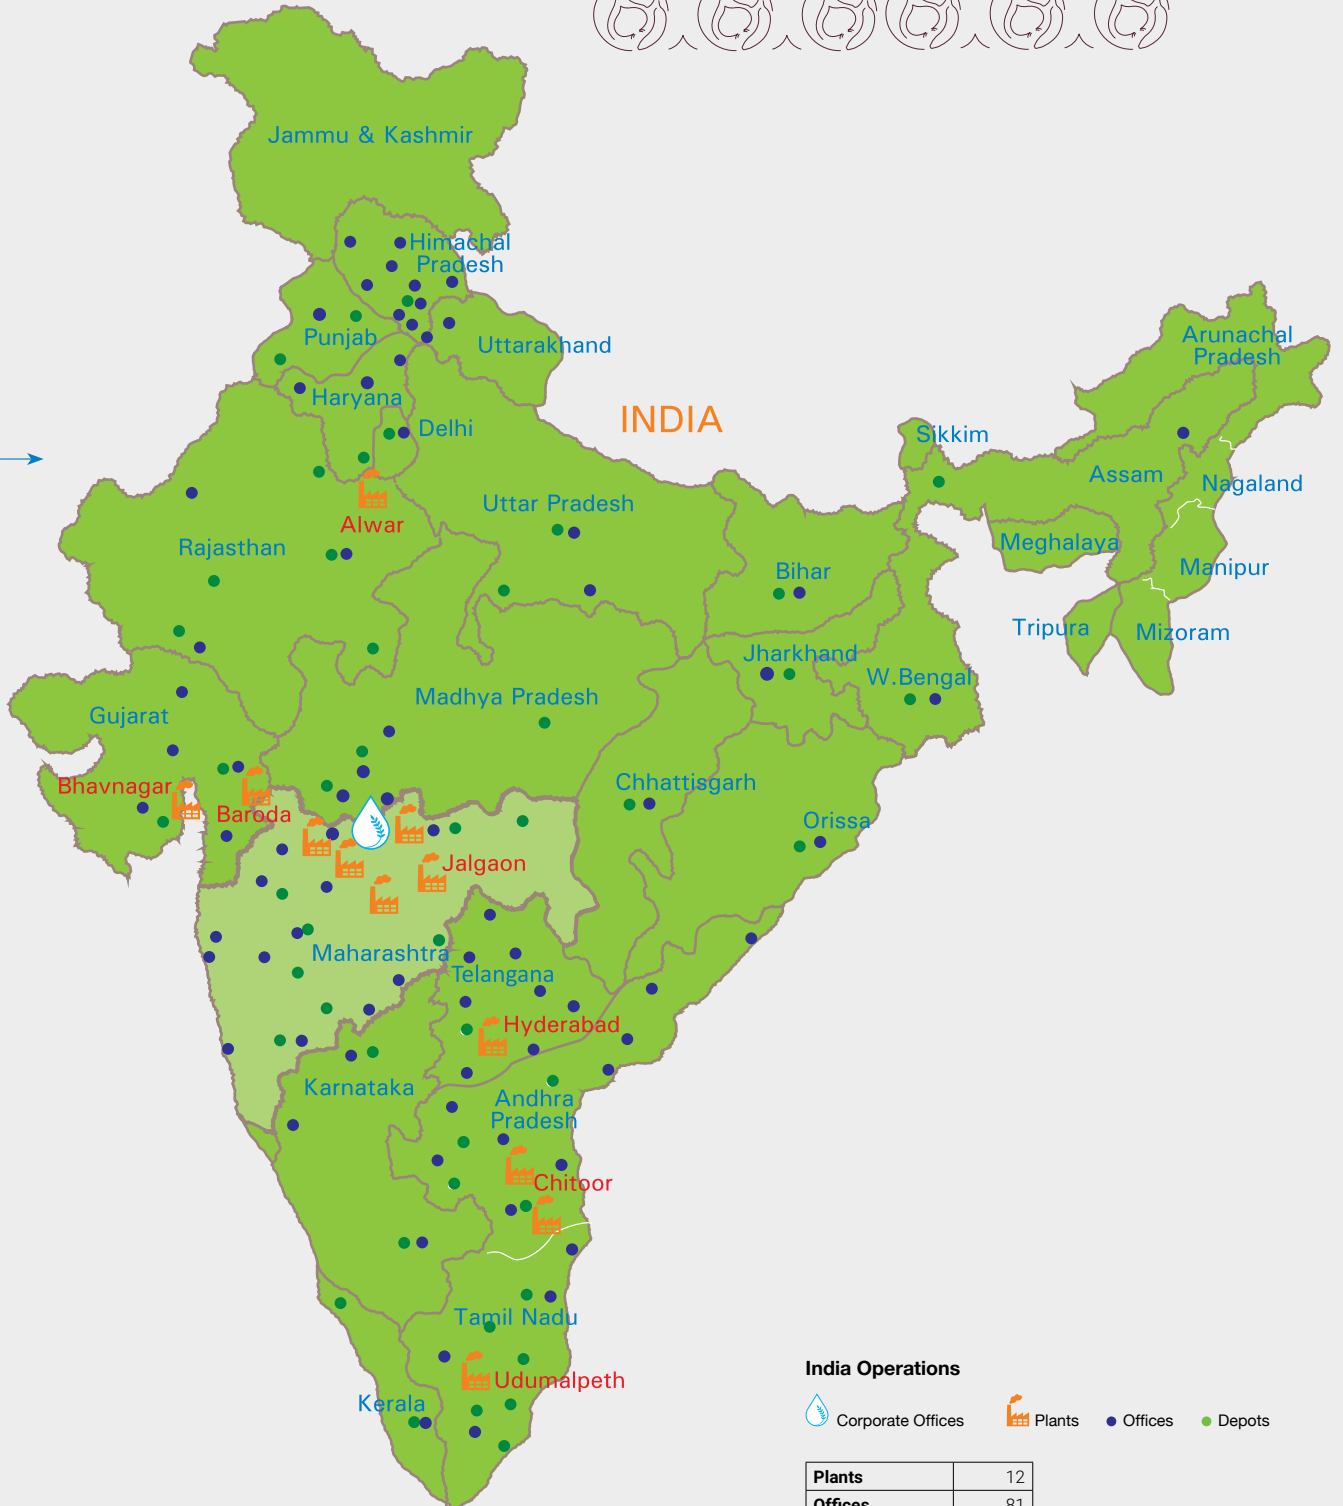 Jammu & Kashmir
Himachal
Pradesh
Punjab
Uttarakhand
Haryana
Delhi
INDIA
Arunachal
Pradesh
Sikkim
Assam
Nagaland
Uttar Pradesh
Alwar
Rajasthan
Meghalaya
Bihar
Manipur
Tripura
Mizoram
Jharkhand
W.Bengal
Madhya Pradesh
Gujarat
Bhavnagar
Baroda
Chhattisgarh
Orissa
Jalgaon
Maharashtra
Telangana
Hyderabad
Karnataka
Andhra
Pradesh
Chitoor
Tamil Nadu
Udumalpeth
Kerala
India Operations
Corporate Offices Plants Offices Depots
Plants 12
Offices 81